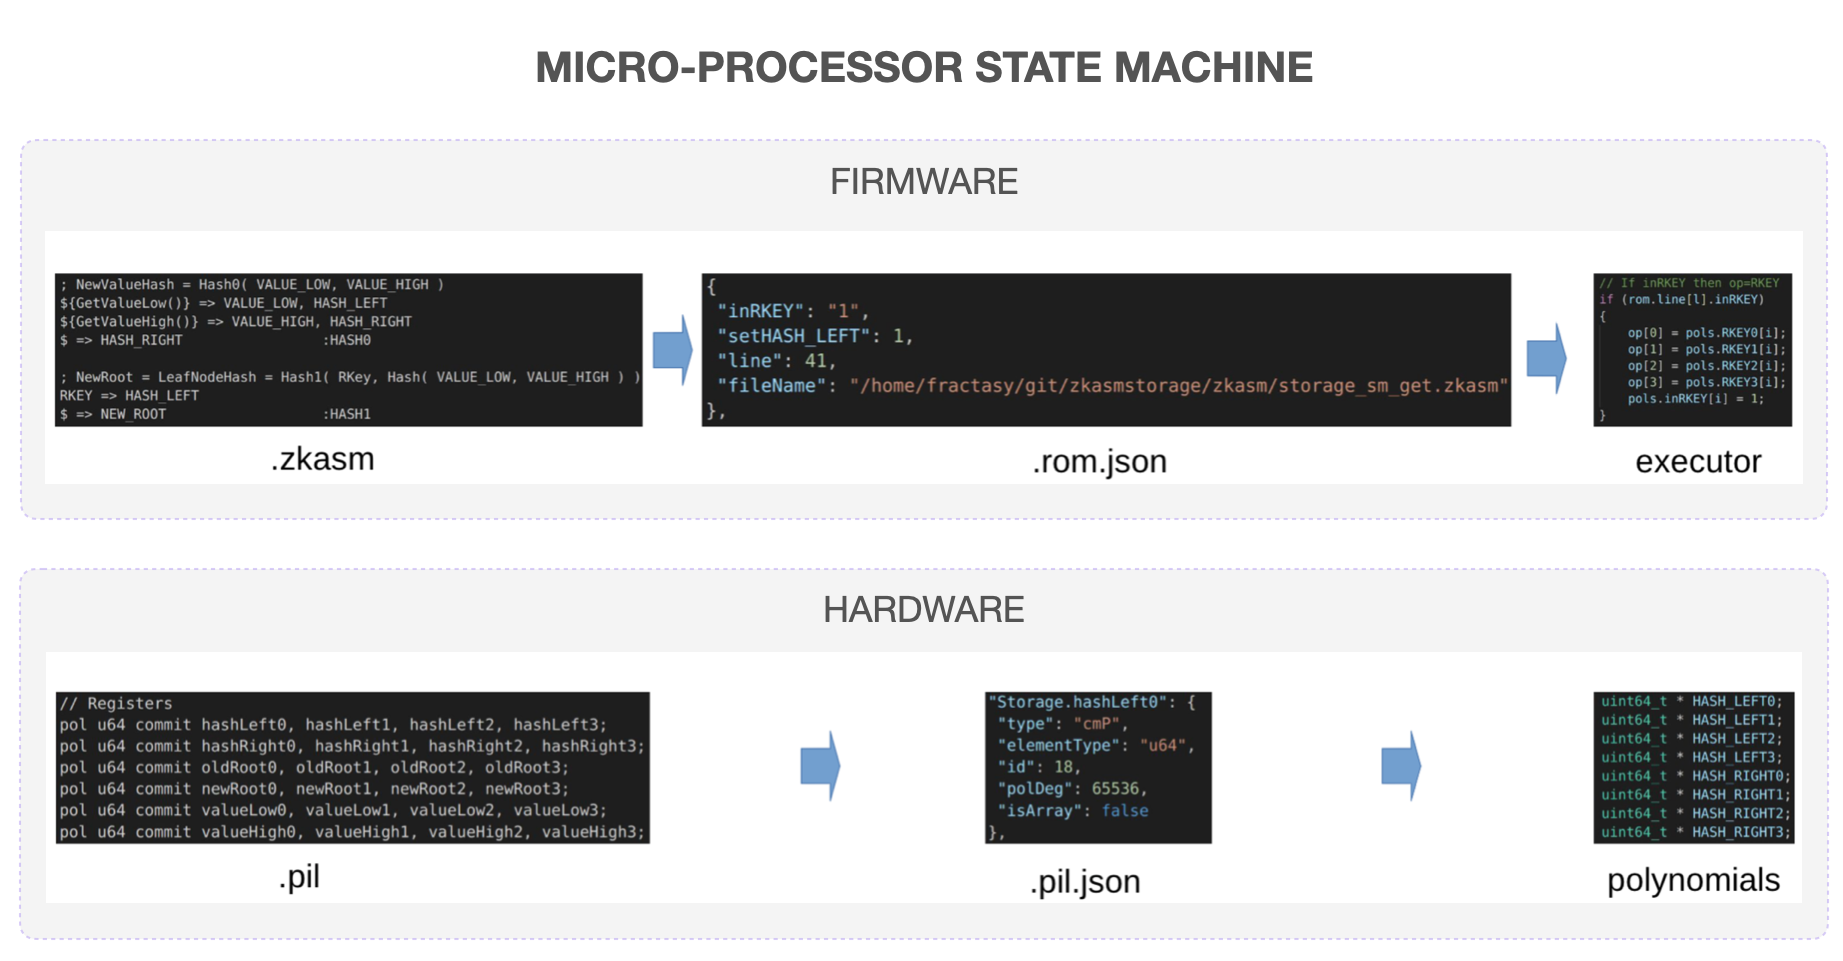 MICRO-PROCESSOR STATE MACHINE
FIRMWARE
; NewValueHash = Hash0( VALUE_LOW, VALUE_HIGH )
${GetValueLow()} => VALUE_LOW, HASH_LEFT
${GetValueHigh()} => VALUE_HIGH, HASH_RIGHT
$ => HASH_RIGHT :HASH0
; NewRoot = LeafNodeHash = Hash1( RKey, Hash( VALUE_LOW, VALUE_HIGH ) )
RKEY => HASH_LEFT
$ => NEW_ROOT :HASH1
.zkasm
{
"inRKEY": "1",
"setHASH_LEFT": 1,
"line": 41,
"fileName": "/home/fractasy/git/zkasmstorage/zkasm/storage_sm_get.zkasm"
},
.rom.json
// If inRKEY then op=RKEY
if (rom.line[l].inRKEY)
{
op[0] = pols.RKEY0[i];
op[1] = pols.RKEY1[i];
op[2] = pols.RKEY2[i];
op[3] = pols.RKEY3[i];
pols.inRKEY[i] = 1;
}
executor
HARDWARE
// Registers
pol u64 commit hashLeft0, hashLeft1, hashLeft2, hashLeft3;
pol u64 commit hashRight0, hashRight1, hashRight2, hashRight3;
pol u64 commit oldRoot0, oldRoot1, oldRoot2, oldRoot3;
pol u64 commit newRoot0, newRoot1, newRoot2, newRoot3;
pol u64 commit valueLow0, valueLow1, valueLow2, valueLow3;
pol u64 commit valueHigh0, valueHigh1, valueHigh2, valueHigh3;
.pil
"Storage.hashLeft0": {
"type": "cmP",
"elementType": "u64",
"id": 18,
"polDeg": 65536,
"isArray": false
},
.pil.json
uint64_t * HASH_LEFT0;
uint64_t * HASH_LEFT1;
uint64_t * HASH_LEFT2;
uint64_t * HASH_LEFT3;
uint64_t * HASH_RIGHT0;
uint64_t * HASH_RIGHT1;
uint64_t * HASH_RIGHT2;
uint64_t * HASH_RIGHT3;
polynomials